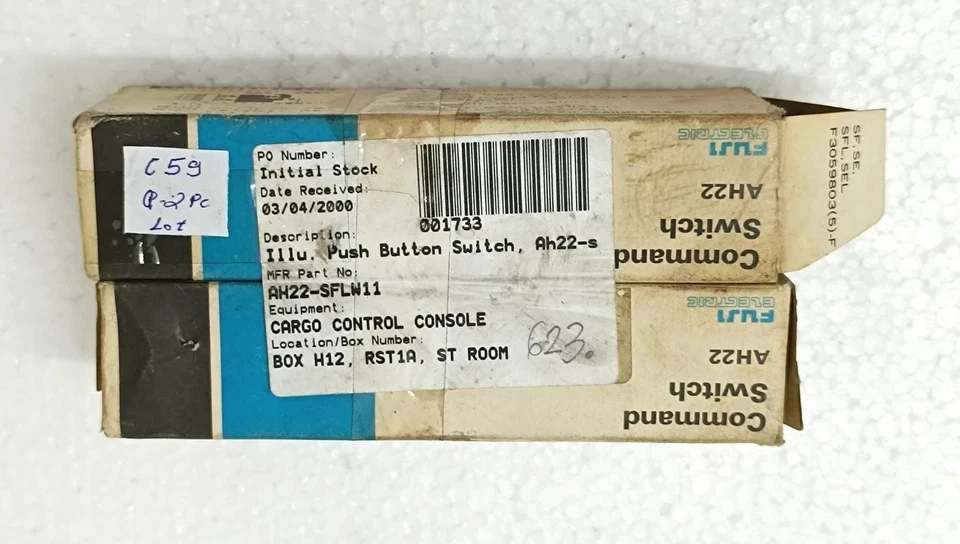 C59
Q-2Pc
Lot
PO Number:
Initial Stock
Date Received:
03/04/2000
001733
Description:
Illu. Push Button Switch, Ah22-s
MFR Part No:
AH22-SFLW11
Equipment:
CARGO CONTROL CONSOLE
Location/Box Number:
BOX H12, RST1A, ST ROOM
623.
Command
Switch
AH22
FUJI
ELECTRIC
Command
Switch
AH22
FUJI
ELECTRIC
SF, SE,
SFL, SEL
F3059803(5)-F